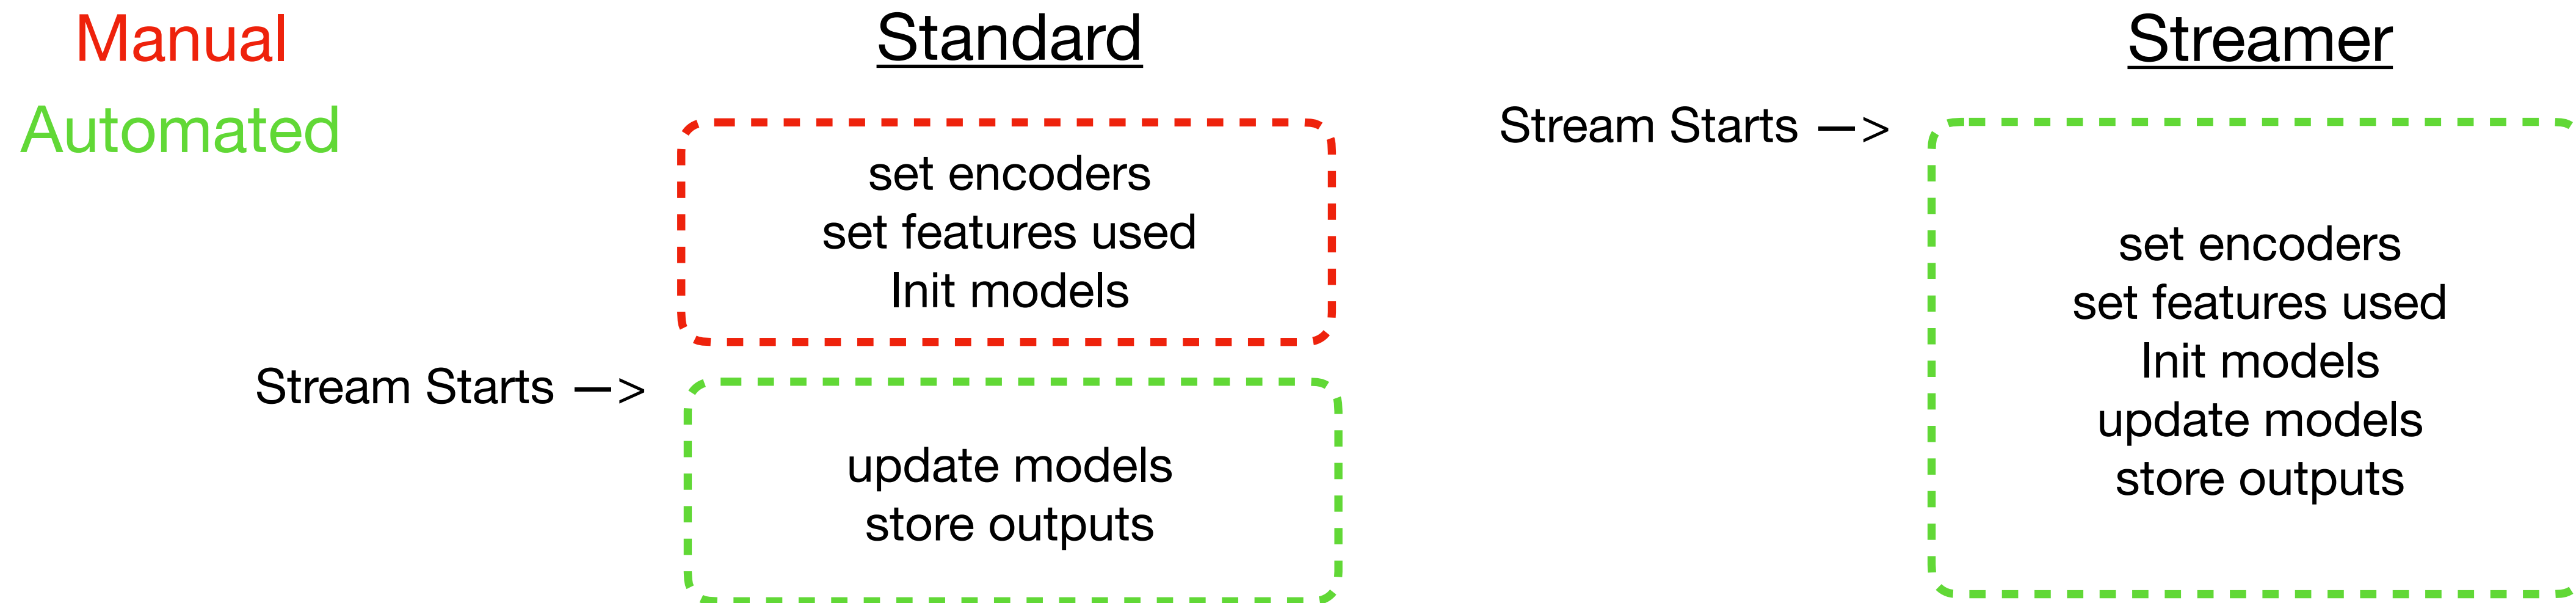 Manual
Automated
Standard
set encoders
set features used
Init models
Stream Starts —>
update models
store outputs
Streamer
Stream Starts —>
set encoders
set features used
Init models
update models
store outputs